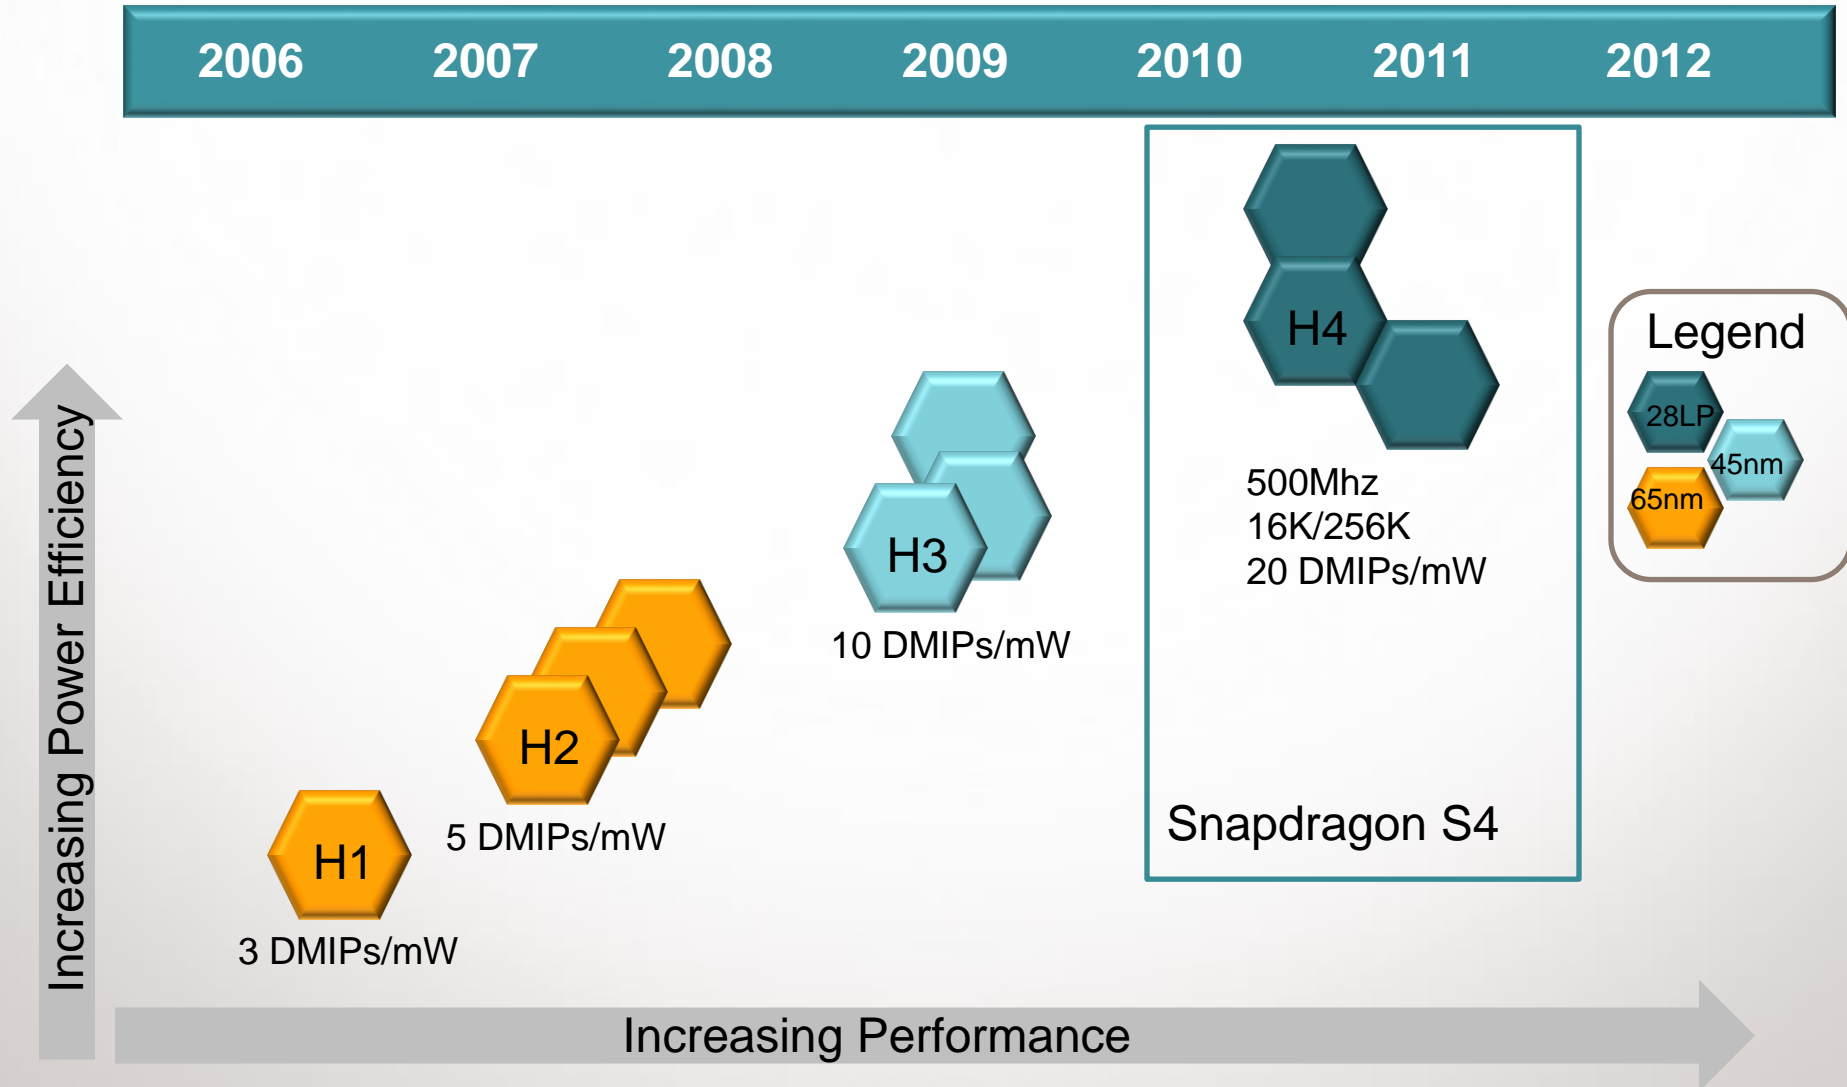 2006 2007 2008 2009 2010 2011 2012
H4
Legend
28LP
45nm
65nm
500Mhz
16K/256K
20 DMIPs/mW
H3
10 DMIPs/mW
H2
5 DMIPs/mW
Snapdragon S4
H1
3 DMIPs/mW
Increasing Power Efficiency
Increasing Performance